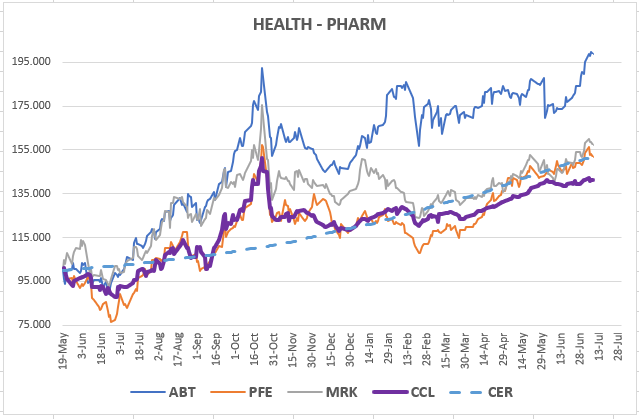 HEALTH - PHARM
195.000
175.000
155.000
135.000
115.000
95.000
75.000
19-May 3-Jun 18-Jun 3-Jul 18-Jul 2-Aug 17-Aug 1-Sep 16-Sep 1-Oct 16-Oct 31-Oct 15-Nov 30-Nov 15-Dec 30-Dec 14-Jan 29-Jan 13-Feb 28-Feb 15-Mar 30-Mar 14-Apr 29-Apr 14-May 29-May 13-Jun 28-Jun 13-Jul 28-Jul
ABT PFE MRK CCL CER